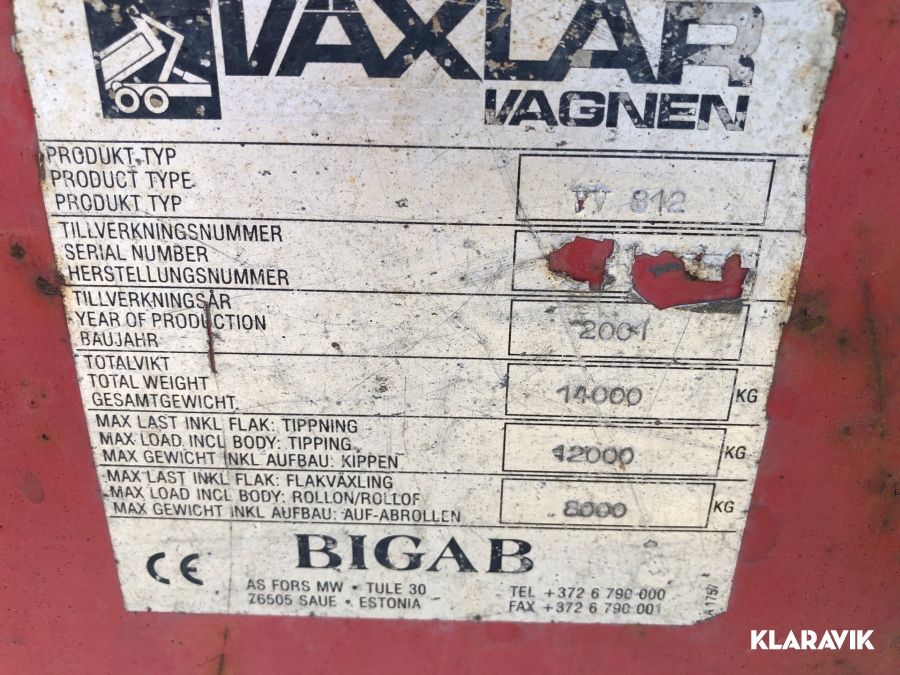 VÄXLAR
VAGNEN
PRODUKT TYP
PRODUCT TYPE
PRODUKT TYP
VV 812
TILLVERKNINGSNUMMER
SERIAL NUMBER
HERSTELLUNGSNUMMER
TILLVERKNINGSÅR
YEAR OF PRODUCTION
BAUJAHR
2001
TOTALVIKT
TOTAL WEIGHT
GESAMTGEWICHT
14000 KG
MAX LAST INKL FLAK: TIPPNING
MAX LOAD INCL BODY: TIPPING
MAX GEWICHT INKL AUFBAU: KIPPEN
12000 KG
MAX LAST INKL FLAK: FLAKVÄXLING
MAX LOAD INCL BODY: ROLLON/ROLLOF
MAX GEWICHT INKL AUFBAU: AUF-ABROLLEN
8000 KG
CE BIGAB
AS FORS MW • TULE 30
76505 SAUE • ESTONIA
TEL +372 6 790 000
FAX +372 6 790 001
A 1757
KLARAVIK